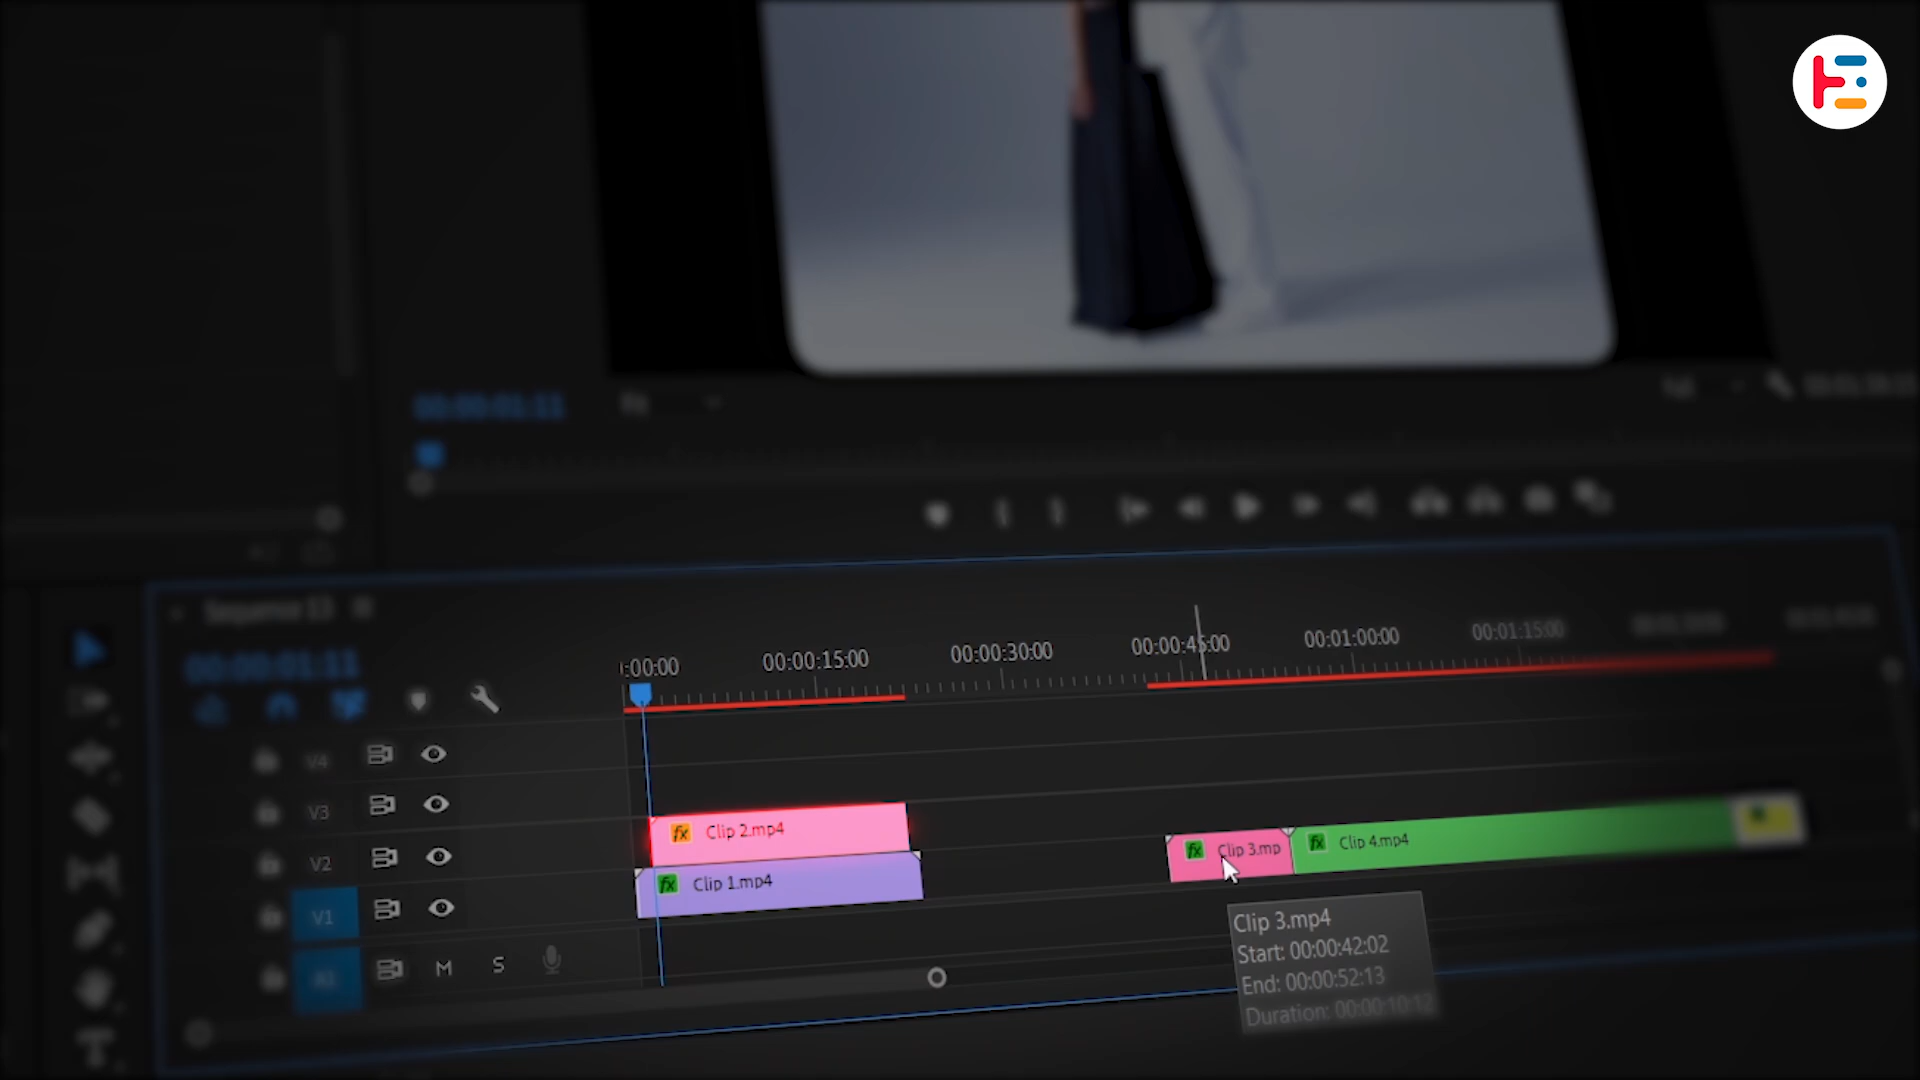 00:00:01:11
Sequence 13
00:00:01:11
:00:00
00:00:15:00
00:00:30:00
00:00:45:00
00:01:00:00
00:01:15:00
V4
V3
Clip 2.mp4
V2
Clip 3.mp
Clip 4.mp4
fx
fx
fx
fx
Clip 1.mp4
V1
A1
M
S
Clip 3.mp4
Start: 00:00:42:02
End: 00:00:52:13
Duration: 00:00:10:12